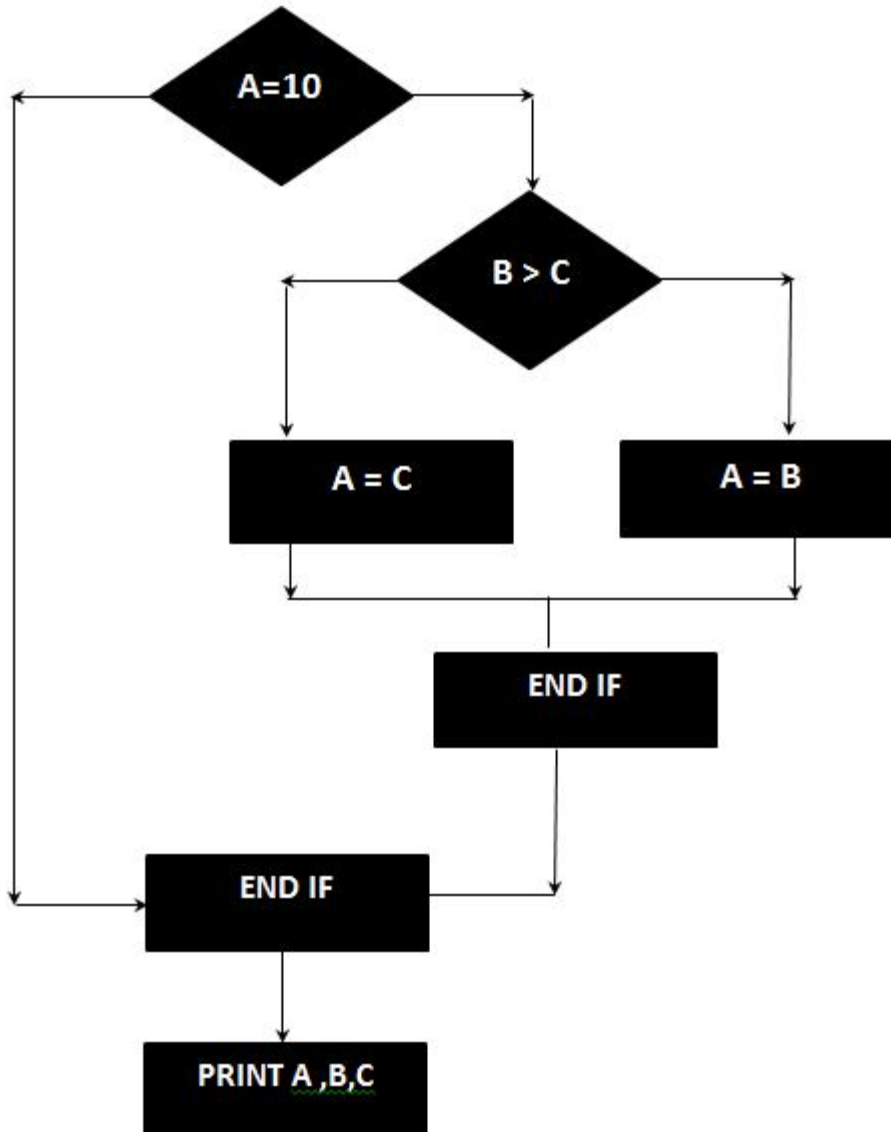 A=10
B > C
A = C
A = B
END IF
END IF
PRINT A ,B,C